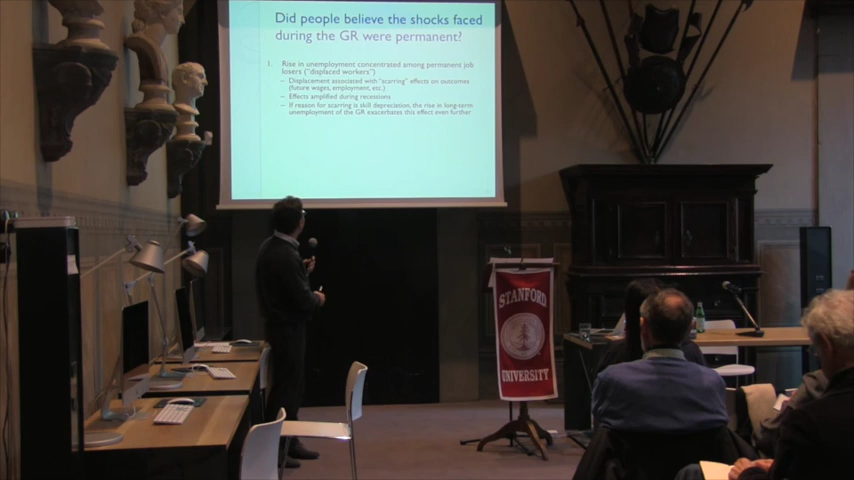 Did people believe the shocks faced
during the GR were permanent?
1. Rise in unemployment concentrated among permanent job
losers ("displaced workers")
– Displacement associated with "scarring" effects on outcomes
(future wages, employment, etc.)
– Effects amplified during recessions
– If reason for scarring is skill depreciation, the rise in long-term
unemployment of the GR exacerbates this effect even further
STANFORD
UNIVERSITY